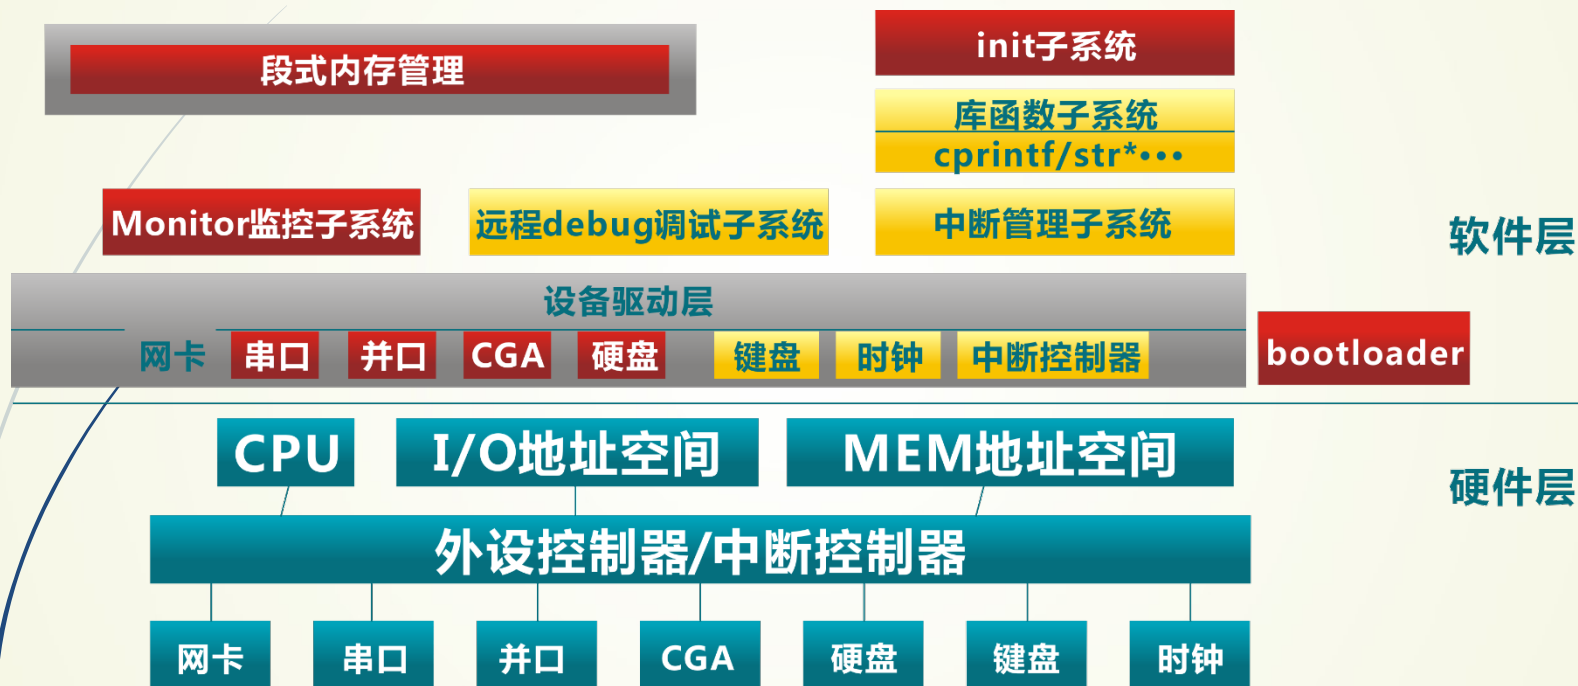 段式内存管理
init子系统
库函数子系统
cprintf/str*···
Monitor监控子系统
远程debug调试子系统
中断管理子系统
软件层
设备驱动层
网卡
串口
并口
CGA
硬盘
键盘
时钟
中断控制器
bootloader
CPU
I/O地址空间
MEM地址空间
硬件层
外设控制器/中断控制器
网卡
串口
并口
CGA
硬盘
键盘
时钟